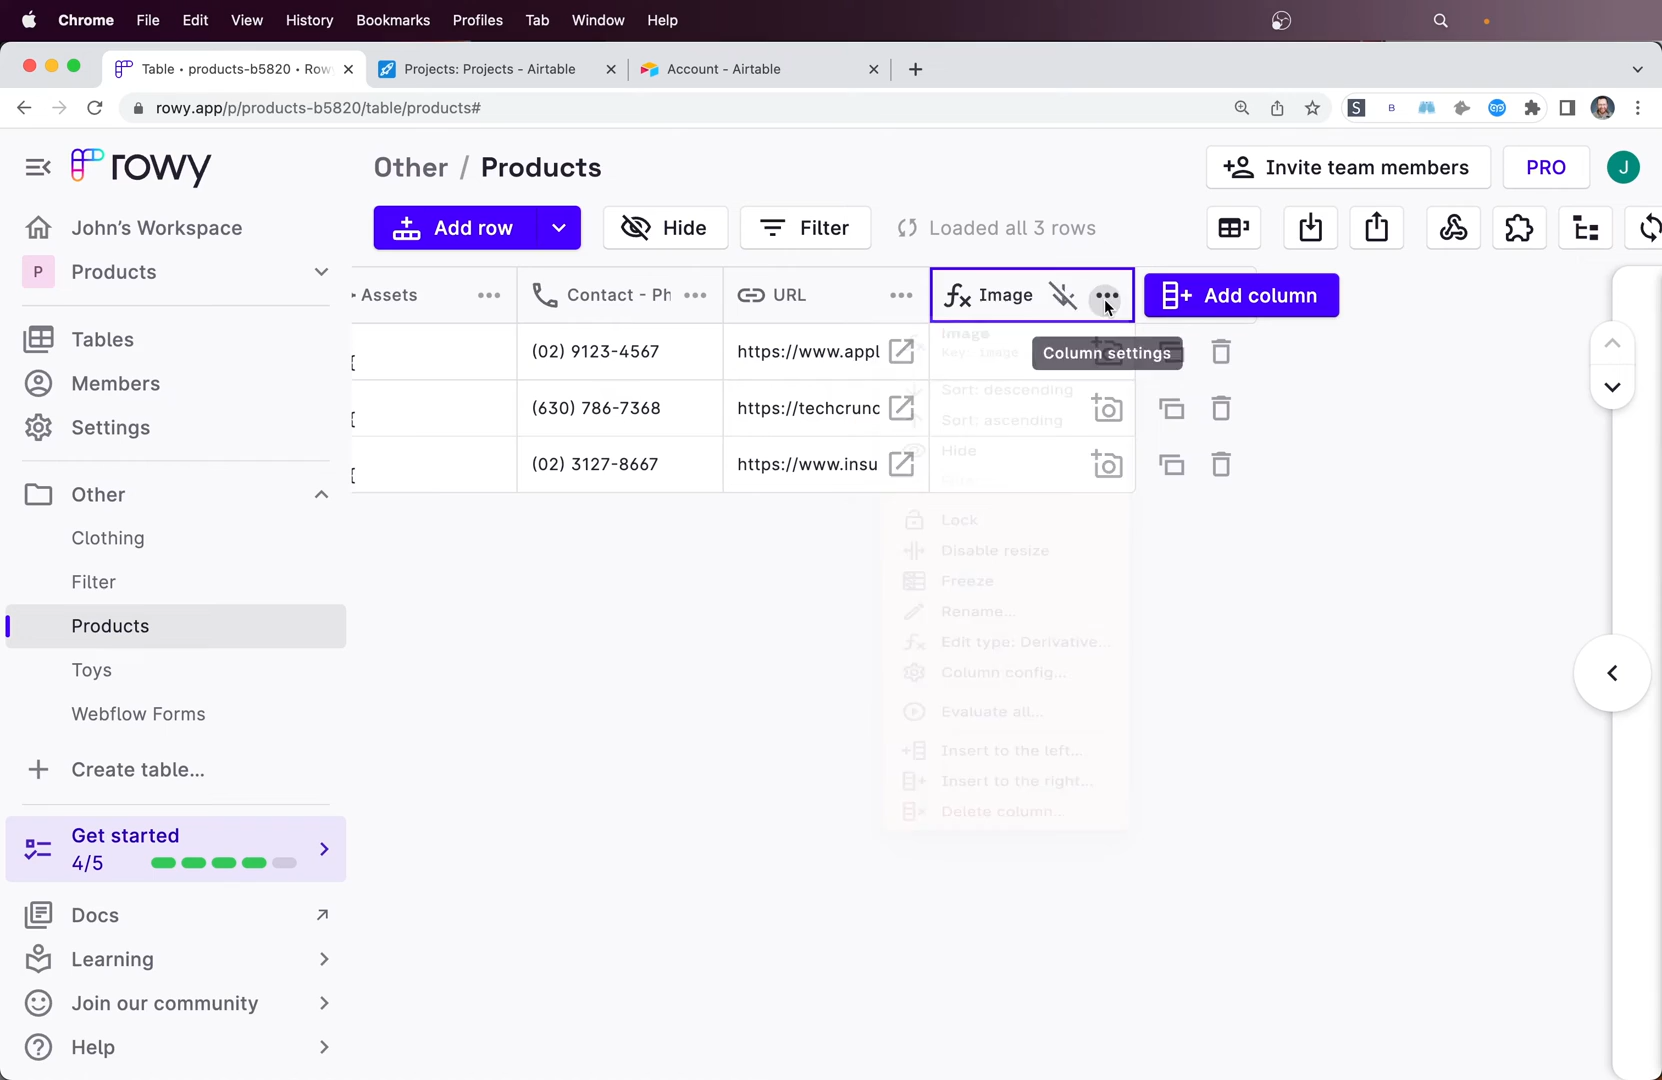 Chrome File Edit View History Bookmarks Profiles Tab Window Help
Table • products-b5820 • Row
Projects: Projects - Airtable
Account - Airtable
rowy.app/p/products-b5820/table/products#
S
B
rowy
Other / Products
Invite team members
PRO
J
John's Workspace
P Products
Add row
Hide
Filter
Loaded all 3 rows
Assets
Contact - Ph
URL
Image
Add column
Column settings
(02) 9123-4567
https://www.appl
(630) 786-7368
https://techcrunc
(02) 3127-8667
https://www.insu
Image
Key: image
Sort: descending
Sort: ascending
Hide
Lock
Disable resize
Freeze
Rename...
Edit type: Derivative...
Column config...
Evaluate all...
Insert to the left...
Insert to the right...
Delete column...
Tables
Members
Settings
Other
Clothing
Filter
Products
Toys
Webflow Forms
Create table...
Get started
4/5
Docs
Learning
Join our community
Help